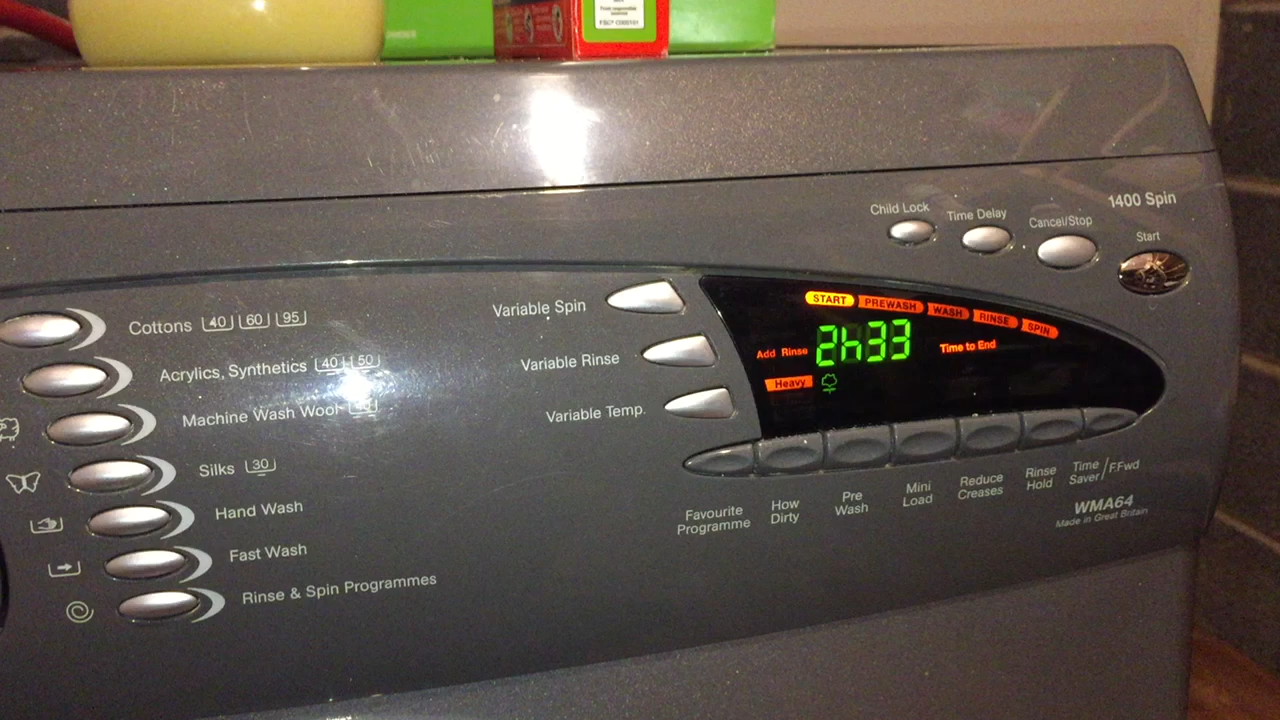 1400 Spin
Child Lock
Time Delay
Cancel/Stop
Start
Cottons 40 60 95
Acrylics, Synthetics 40 50
Machine Wash Wool
Silks 30
Hand Wash
Fast Wash
Rinse & Spin Programmes
Variable Spin
Variable Rinse
Variable Temp.
START PREWASH WASH RINSE SPIN
Add Rinse 2h33 Time to End
Heavy
Favourite
Programme
How
Dirty
Pre
Wash
Mini
Load
Reduce
Creases
Rinse
Hold
Time
Saver/F.Fwd
WMA64
Made in Great Britain